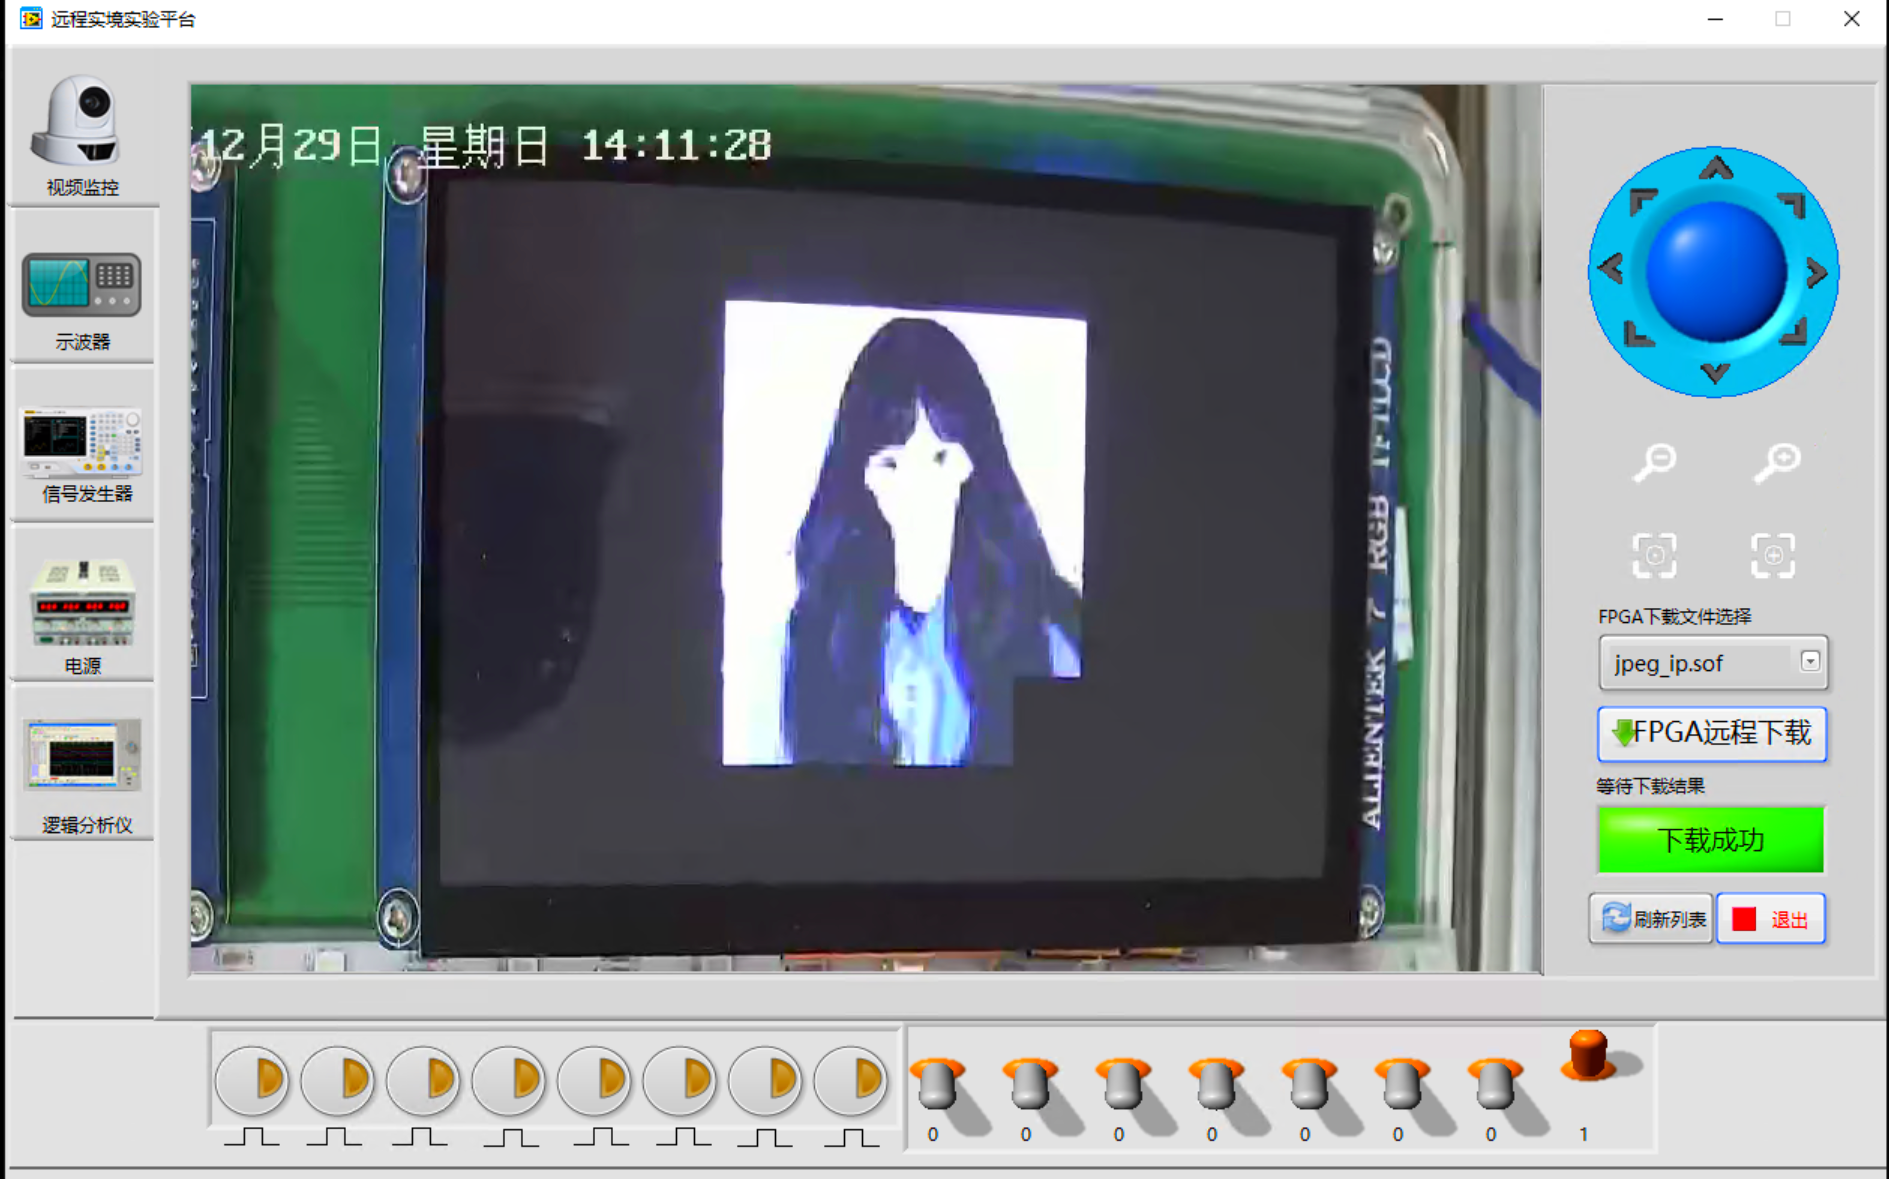 远程实境实验平台
12月29日 星期日 14:11:28
视频监控
示波器
信号发生器
电源
逻辑分析仪
ALIENTEK 7 RGB TFTLCD
FPGA下载文件选择
jpeg_ip.sof
FPGA远程下载
等待下载结果
下载成功
刷新列表
退出
0 0 0 0 0 0 0 1